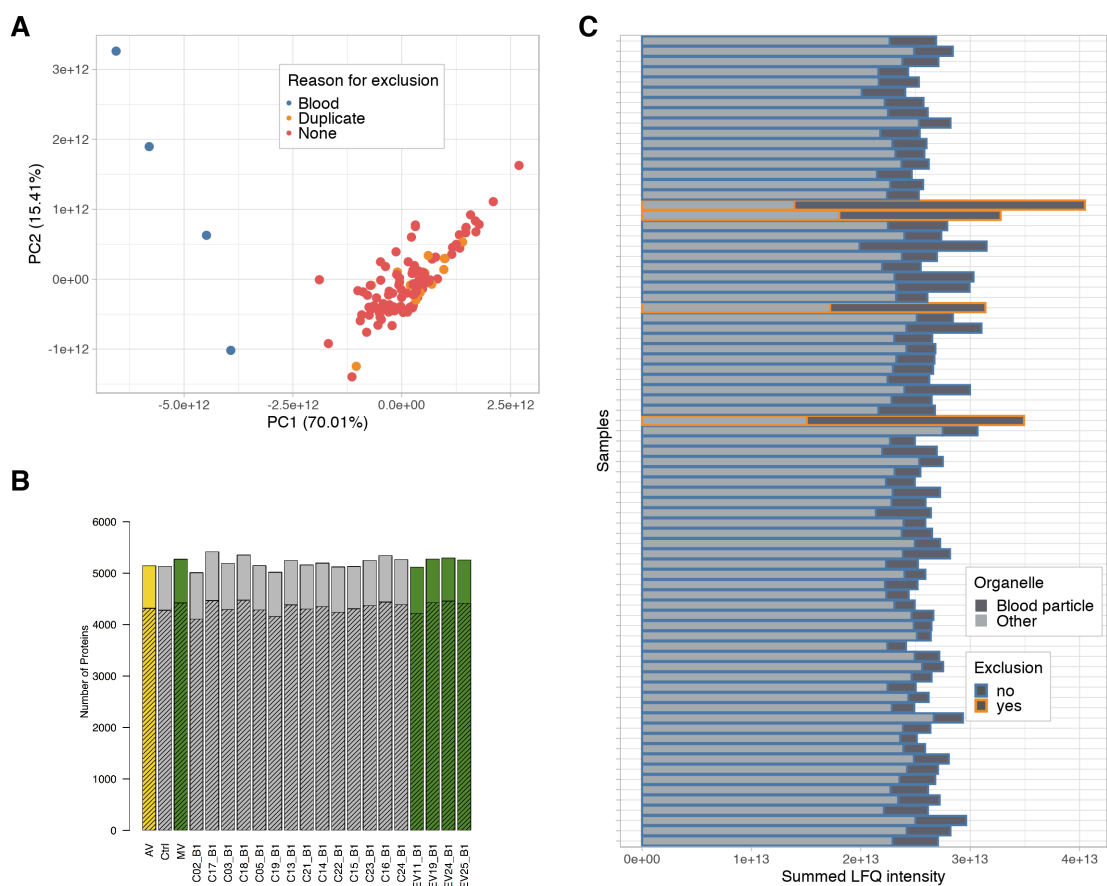 A
3e+12
2e+12
1e+12
0e+00
-1e+12
PC2 (15.41%)
Reason for exclusion
Blood
Duplicate
None
-5.0e+12
-2.5e+12
0.0e+00
2.5e+12
PC1 (70.01%)
B
6000
5000
4000
3000
2000
1000
0
Number of Proteins
AV
Ctrl
MV
C02_B1
C17_B1
C03_B1
C18_B1
C05_B1
C19_B1
C13_B1
C21_B1
C14_B1
C22_B1
C15_B1
C23_B1
C16_B1
C24_B1
EV11_B1
EV19_B1
EV24_B1
EV25_B1
C
Samples
Organelle
Blood particle
Other
Exclusion
no
yes
0e+00
1e+13
2e+13
3e+13
4e+13
Summed LFQ intensity